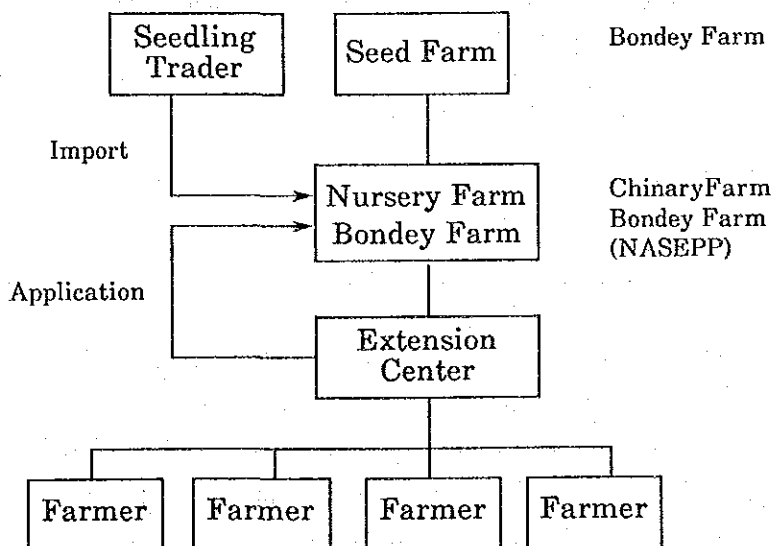 Seedling
Trader
Seed Farm
Bondey Farm
Import
Nursery Farm
Bondey Farm
ChinaryFarm
Bondey Farm
(NASEPP)
Application
Extension
Center
Farmer
Farmer
Farmer
Farmer